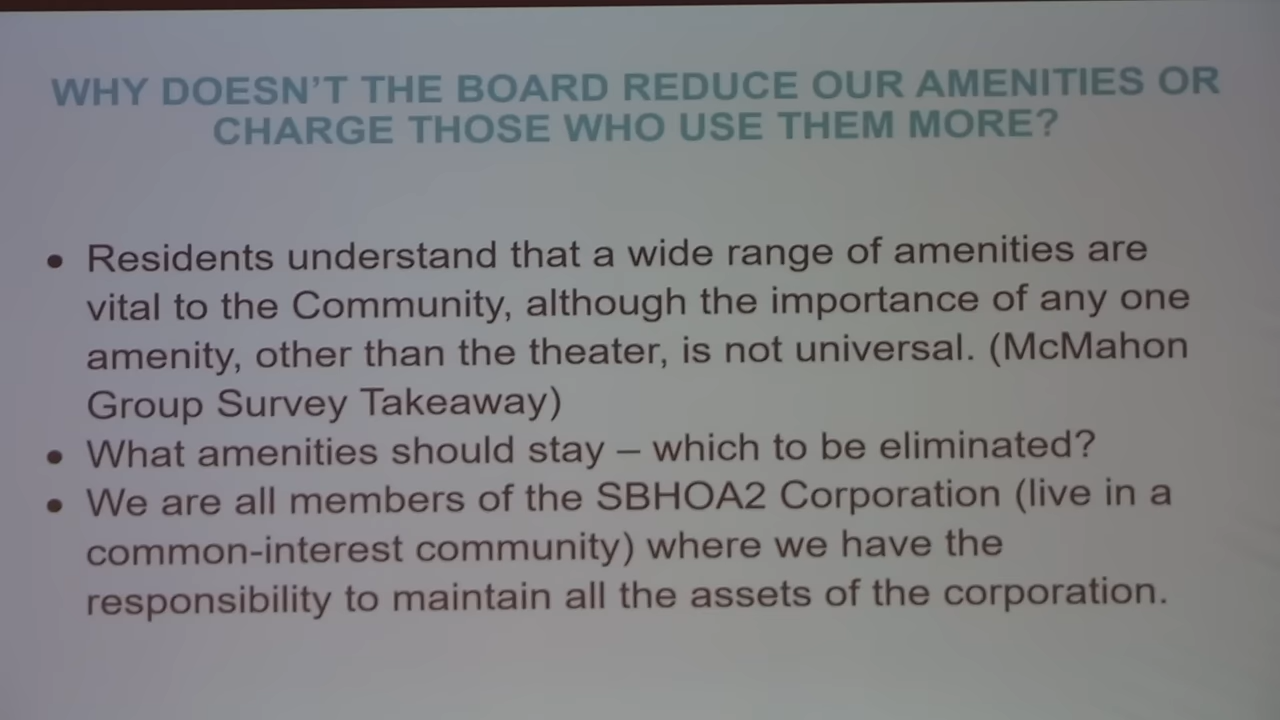 WHY DOESN'T THE BOARD REDUCE OUR AMENITIES OR
CHARGE THOSE WHO USE THEM MORE?
• Residents understand that a wide range of amenities are
vital to the Community, although the importance of any one
amenity, other than the theater, is not universal. (McMahon
Group Survey Takeaway)
• What amenities should stay – which to be eliminated?
• We are all members of the SBHOA2 Corporation (live in a
common-interest community) where we have the
responsibility to maintain all the assets of the corporation.